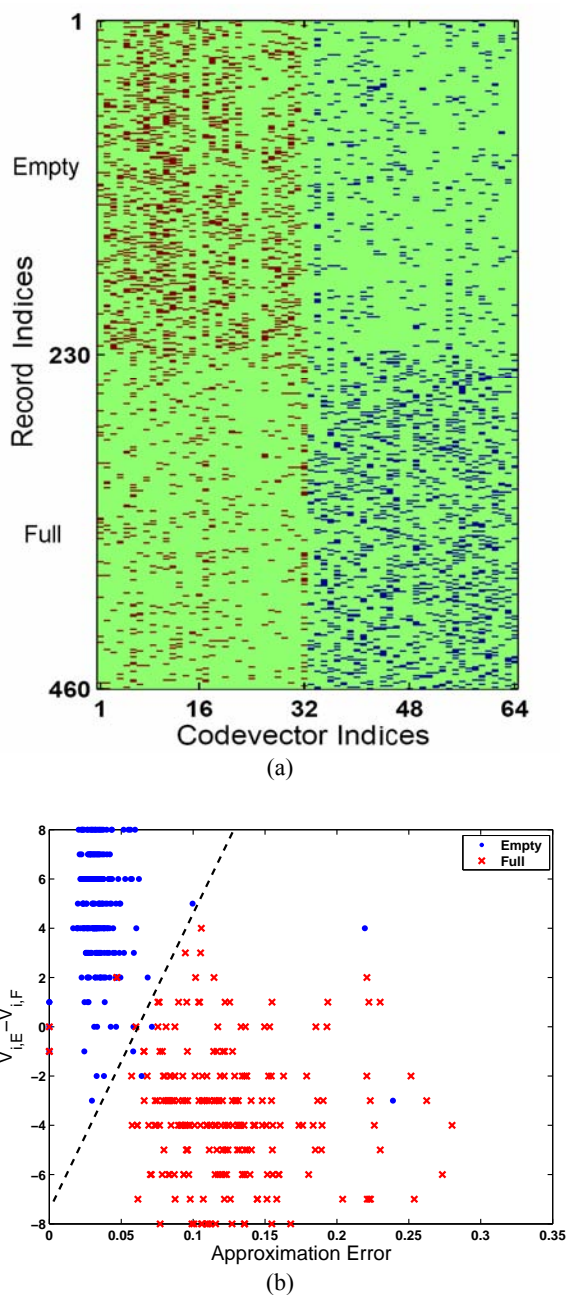 1
Empty
Record Indices
230
Full
460
1 16 32 48 64
Codevector Indices
(a)
8
6
4
2
0
−2
−4
−6
−8
V_{i,E}−V_{i,F}
Empty
Full
0 0.05 0.1 0.15 0.2 0.25 0.3 0.35
Approximation Error
(b)